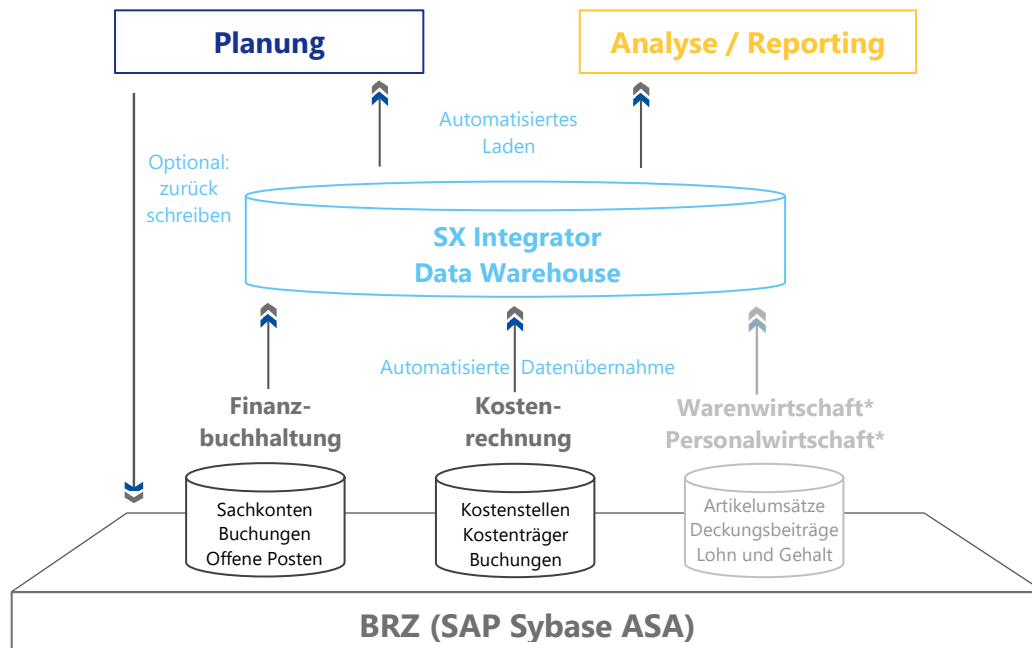 Planung
Analyse / Reporting
Automatisiertes
Laden
Optional:
zurück
schreiben
SX Integrator
Data Warehouse
Automatisierte Datenübernahme
Finanz-
buchhaltung
Kosten-
rechnung
Warenwirtschaft*
Personalwirtschaft*
Sachkonten
Buchungen
Offene Posten
Kostenstellen
Kostenträger
Buchungen
Artikelumsätze
Deckungsbeiträge
Lohn und Gehalt
BRZ (SAP Sybase ASA)